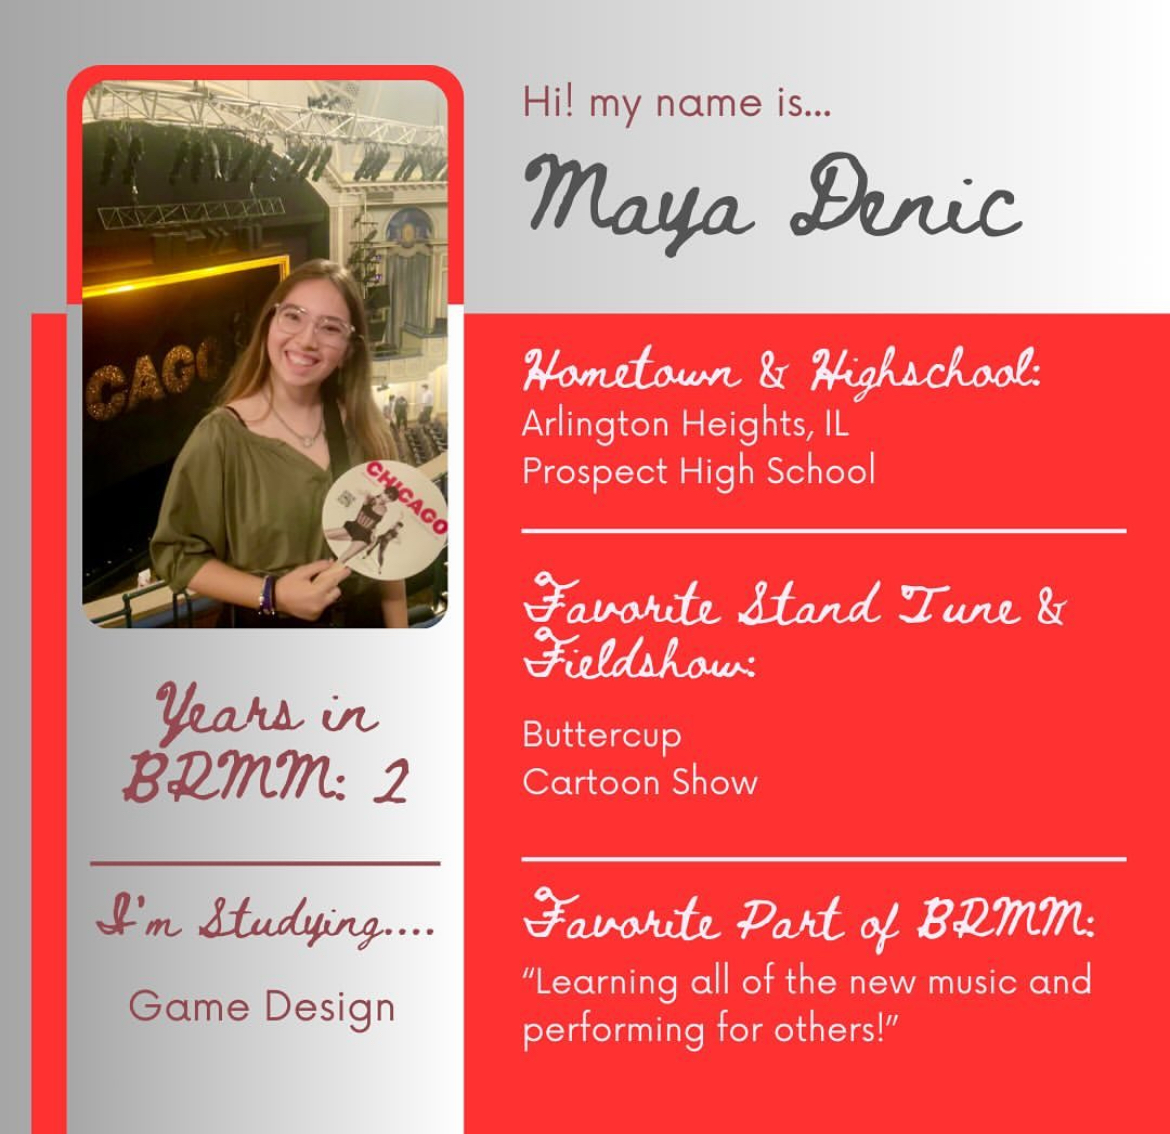 Hi! my name is...
Maya Denic
CAGO
CHICAGO
Hometown & Highschool:
Arlington Heights, IL
Prospect High School
Favorite Stand Tune &
Fieldshow:
Buttercup
Cartoon Show
Years in
BRMM: 2
I'm Studying....
Game Design
Favorite Part of BRMM:
“Learning all of the new music and
performing for others!”